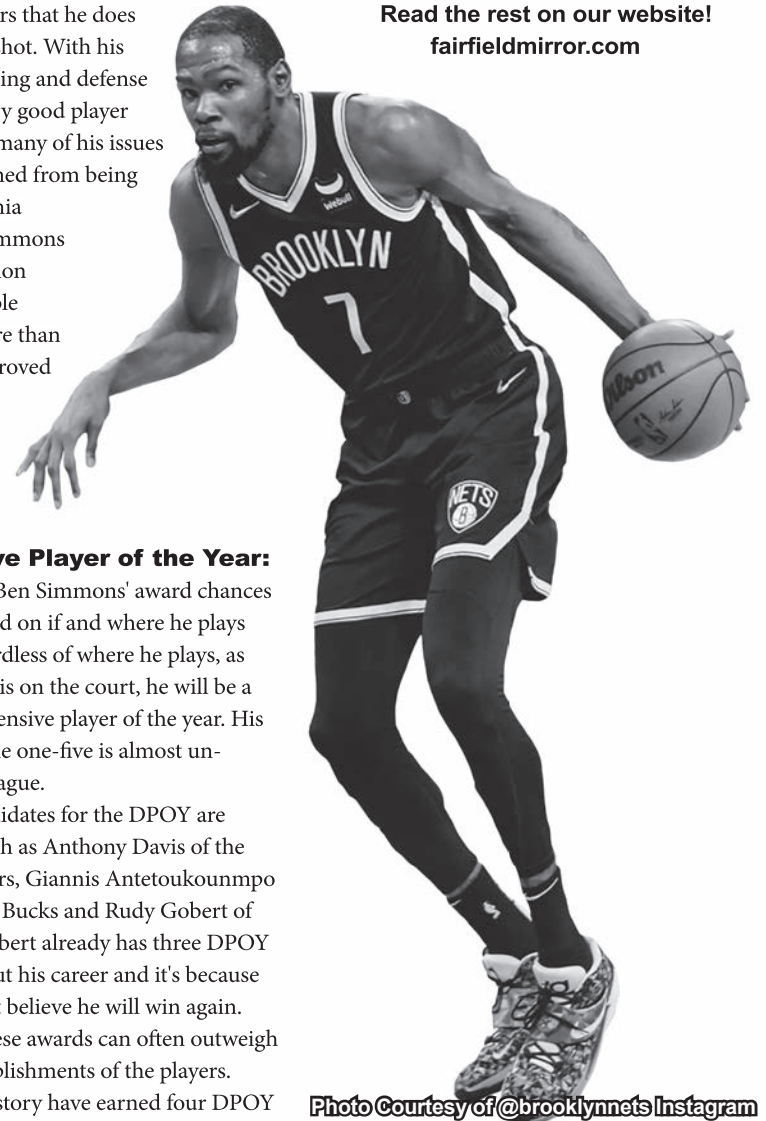 rs that he does
hot. With his
ing and defense
y good player
many of his issues
ned from being
nia
mmons
on
ole
re than
roved
Read the rest on our website!
fairfieldmirror.com
webull
BROOKLYN
7
Wilson
NETS
B
ve Player of the Year:
Ben Simmons' award chances
d on if and where he plays
rdless of where he plays, as
is on the court, he will be a
ensive player of the year. His
e one-five is almost un-
ague.
idates for the DPOY are
h as Anthony Davis of the
rs, Giannis Antetoukounmpo
Bucks and Rudy Gobert of
bert already has three DPOY
ut his career and it's because
t believe he will win again.
ese awards can often outweigh
plishments of the players.
story have earned four DPOY
Photo Courtesy of @brooklynnets Instagram